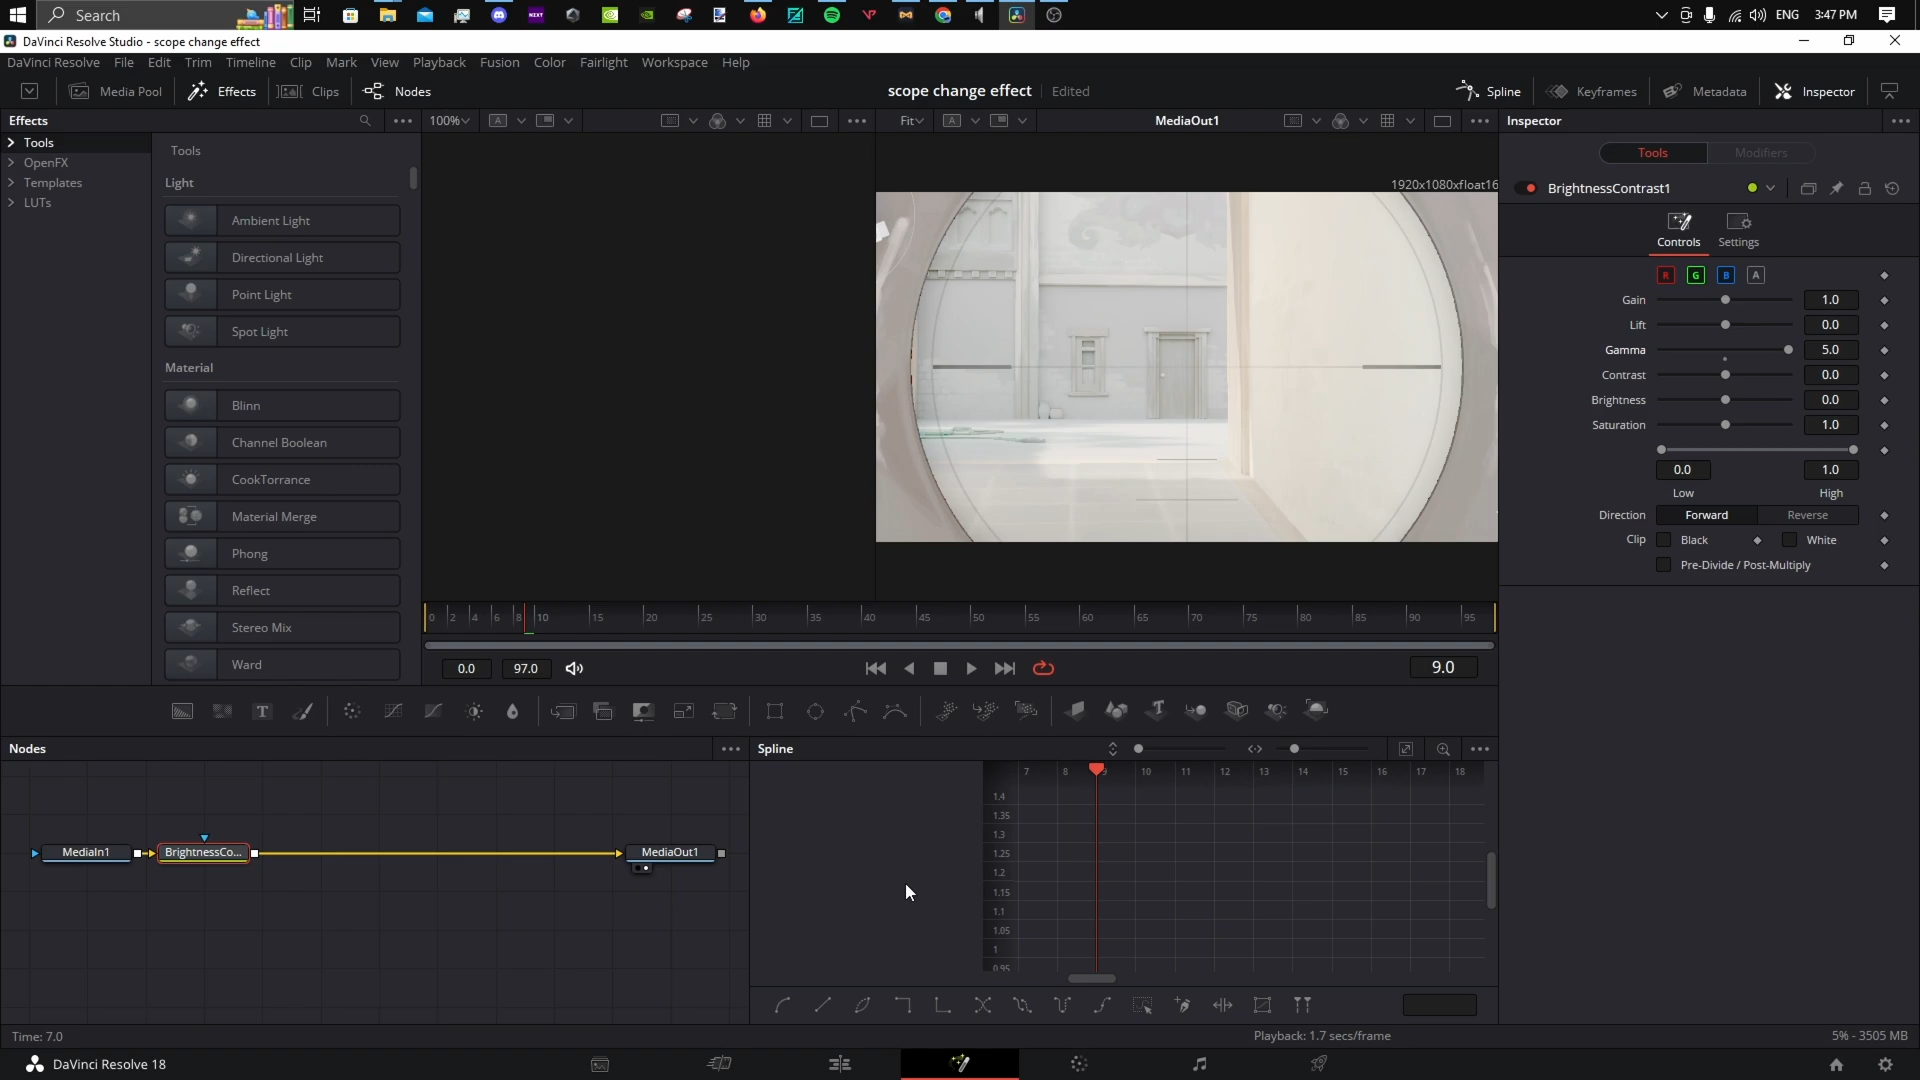 Search
NEXT
ENG
3:47 PM
DaVinci Resolve Studio - scope change effect
DaVinci Resolve File Edit Trim Timeline Clip Mark View Playback Fusion Color Fairlight Workspace Help
Media Pool Effects Clips Nodes
scope change effect Edited
Spline Keyframes Metadata Inspector
Effects
100%
Fit
MediaOut1
Inspector
Tools
OpenFX
Templates
LUTs
Tools
Light
Ambient Light
Directional Light
Point Light
Spot Light
Material
Blinn
Channel Boolean
CookTorrance
Material Merge
Phong
Reflect
Stereo Mix
Ward
1920x1080xfloat16
Tools Modifiers
BrightnessContrast1
Controls Settings
R G B A
Gain 1.0
Lift 0.0
Gamma 5.0
Contrast 0.0
Brightness 0.0
Saturation 1.0
0.0 1.0
Low High
Direction Forward Reverse
Clip Black White
Pre-Divide / Post-Multiply
0 2 4 6 8 10 15 20 25 30 35 40 45 50 55 60 65 70 75 80 85 90 95
0.0 97.0 9.0
Nodes
Spline
MediaIn1
BrightnessCo...
MediaOut1
7 8 9 10 11 12 13 14 15 16 17 18
1.4
1.35
1.3
1.25
1.2
1.15
1.1
1.05
1
0.95
Time: 7.0
Playback: 1.7 secs/frame
5% - 3505 MB
DaVinci Resolve 18